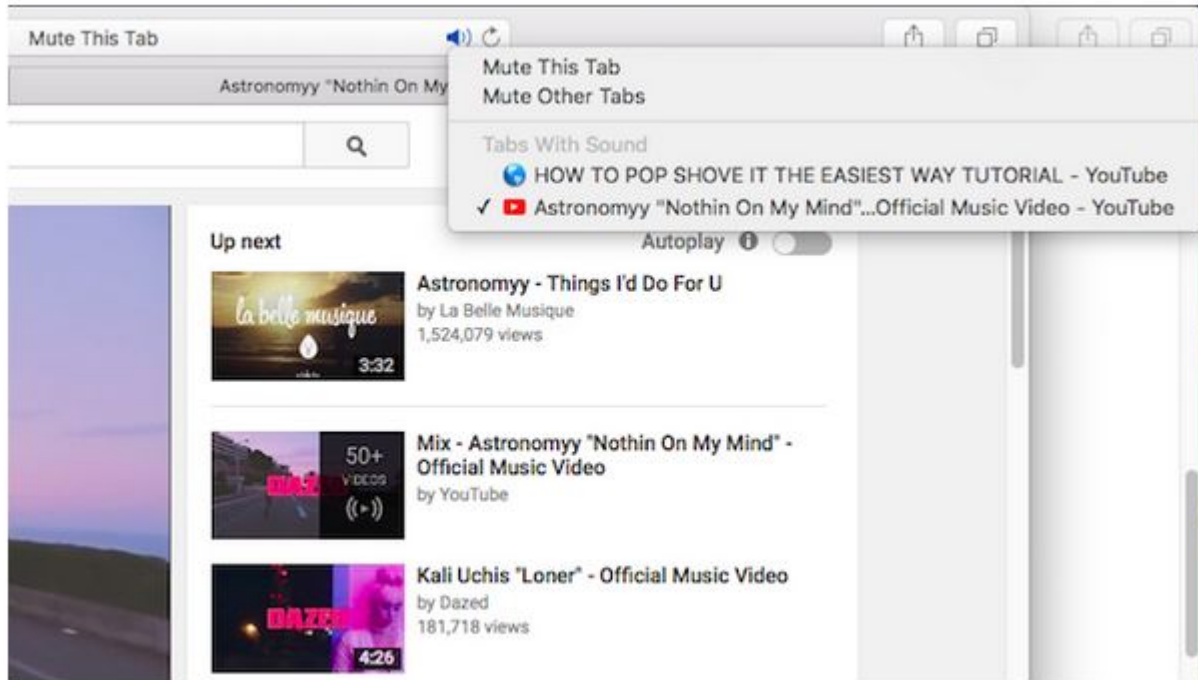 Mute This Tab
Mute This Tab
Mute Other Tabs
Astronomyy "Nothin On My
Tabs With Sound
HOW TO POP SHOVE IT THE EASIEST WAY TUTORIAL - YouTube
✓ Astronomyy "Nothin On My Mind"...Official Music Video - YouTube
Up next
Autoplay
la belle musique
3:32
Astronomyy - Things I'd Do For U
by La Belle Musique
1,524,079 views
50+
VIDEOS
DAZED
Mix - Astronomyy "Nothin On My Mind" -
Official Music Video
by YouTube
DAZED
4:26
Kali Uchis "Loner" - Official Music Video
by Dazed
181,718 views